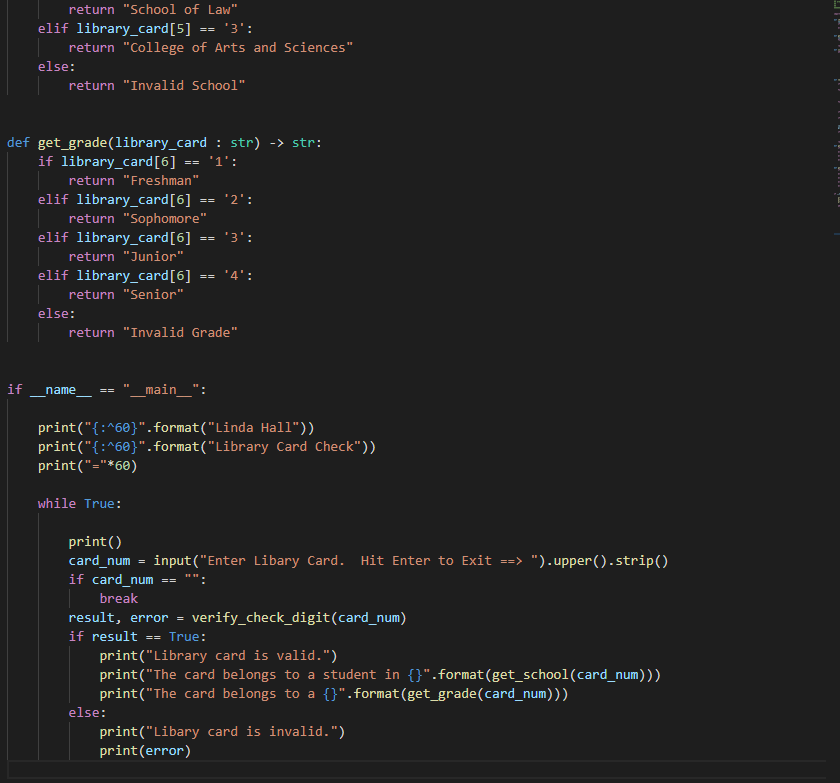 return "School of Law"
    elif library_card[5] == '3':
        return "College of Arts and Sciences"
    else:
        return "Invalid School"


def get_grade(library_card : str) -> str:
    if library_card[6] == '1':
        return "Freshman"
    elif library_card[6] == '2':
        return "Sophomore"
    elif library_card[6] == '3':
        return "Junior"
    elif library_card[6] == '4':
        return "Senior"
    else:
        return "Invalid Grade"


if __name__ == "__main__":

    print("{:^60}".format("Linda Hall"))
    print("{:^60}".format("Library Card Check"))
    print("="*60)

    while True:

        print()
        card_num = input("Enter Libary Card.  Hit Enter to Exit ==> ").upper().strip()
        if card_num == "":
            break
        result, error = verify_check_digit(card_num)
        if result == True:
            print("Library card is valid.")
            print("The card belongs to a student in {}".format(get_school(card_num)))
            print("The card belongs to a {}".format(get_grade(card_num)))
        else:
            print("Libary card is invalid.")
            print(error)